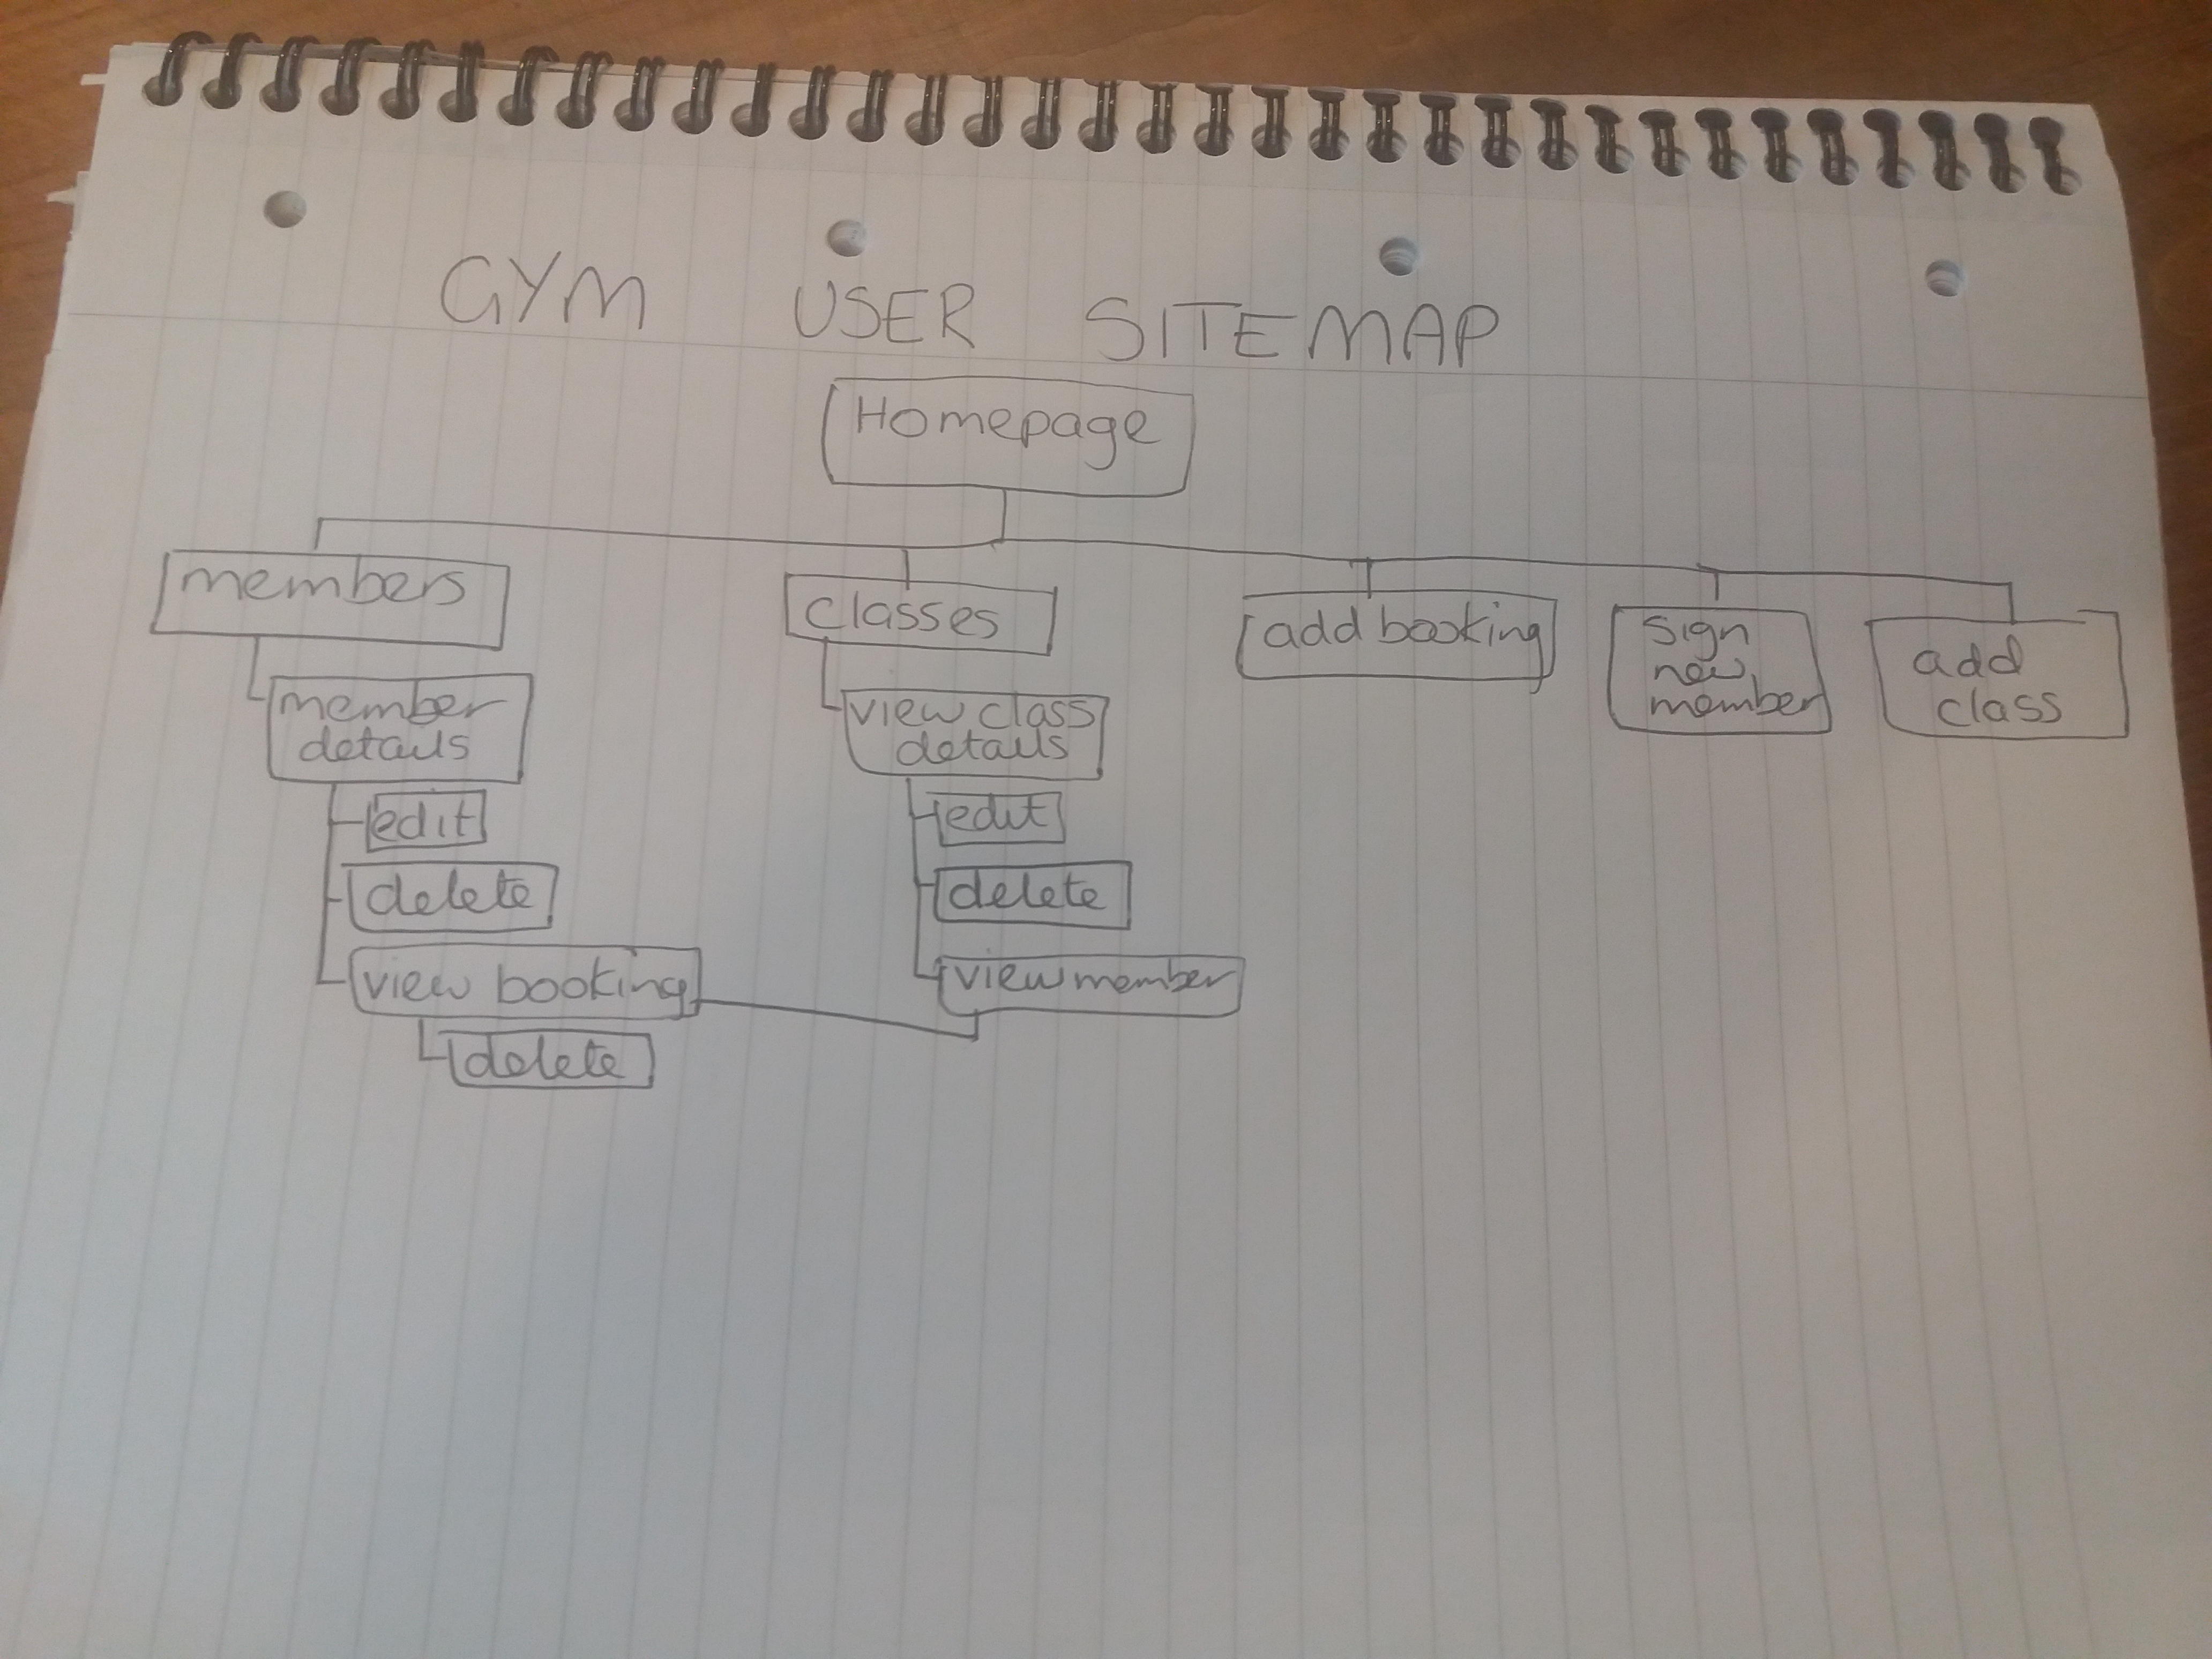 GYM USER SITEMAP
Homepage
members
classes
add booking
sign
new
member
add
class
member
details
view class
details
edit
edit
delete
delete
view booking
view member
delete